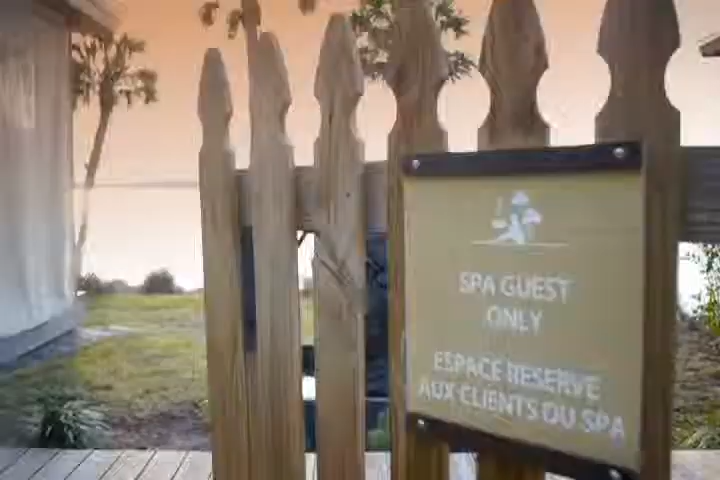 SPA GUEST
ONLY
ESPACE RESERVE
AUX CLIENTS DU SPA